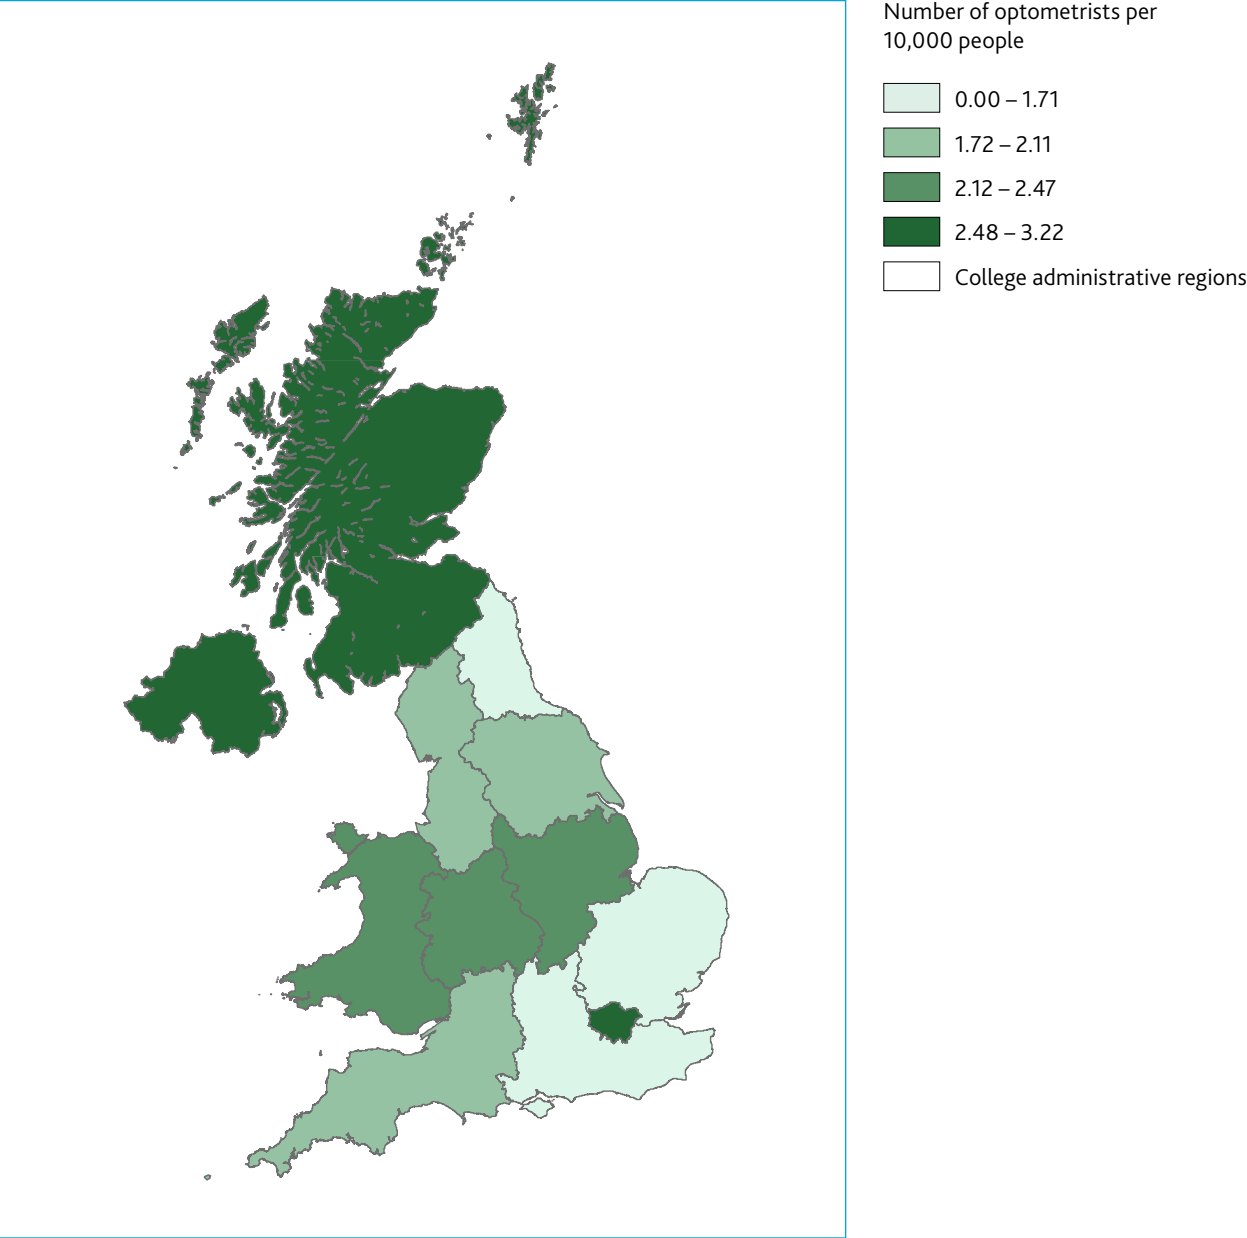 Number of optometrists per
10,000 people
0.00 – 1.71
1.72 – 2.11
2.12 – 2.47
2.48 – 3.22
College administrative regions